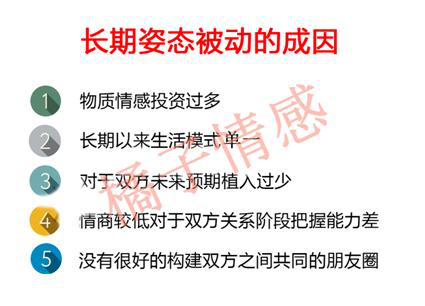 长期姿态被动的成因
1 物质情感投资过多
2 长期以来生活模式单一
3 对于双方未来预期植入过少
4 情商较低对于双方关系阶段把握能力差
5 没有很好的构建双方之间共同的朋友圈
橘子情感